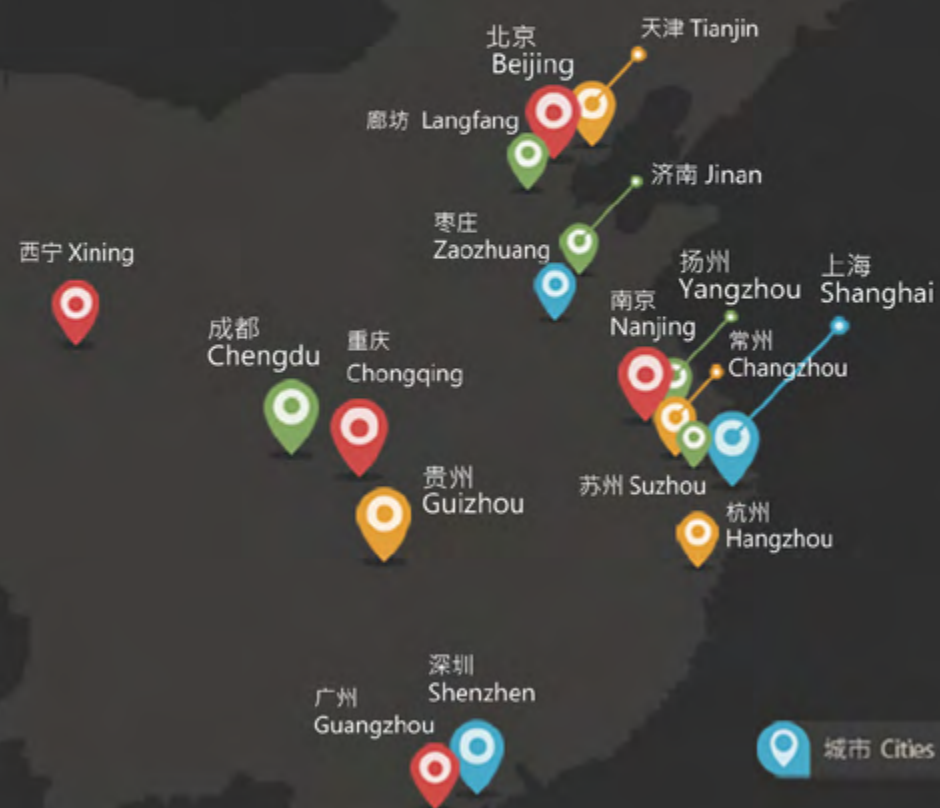 天津 Tianjin
北京
Beijing
廊坊 Langfang
济南 Jinan
枣庄
Zaozhuang
西宁 Xining
扬州
Yangzhou
上海
Shanghai
南京
Nanjing
成都
Chengdu
重庆
Chongqing
常州
Changzhou
贵州
Guizhou
苏州 Suzhou
杭州
Hangzhou
深圳
Shenzhen
广州
Guangzhou
城市 Cities